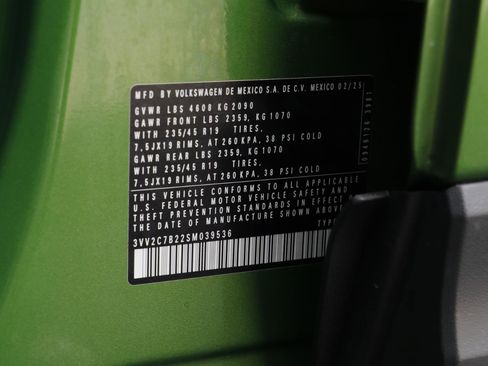 MFD BY VOLKSWAGEN DE MEXICO S.A. DE C.V. MEXICO 02/25
GVWR LBS 4608 KG 2090
GAWR FRONT LBS 2359, KG 1070
WITH 235/45 R19 TIRES,
7,5JX19 RIMS, AT 260 KPA, 38 PSI COLD
GAWR REAR LBS 2359, KG 1070
WITH 235/45 R19 TIRES,
7,5JX19 RIMS, AT 260 KPA, 38 PSI COLD
THIS VEHICLE CONFORMS TO ALL APPLICABLE
U.S. FEDERAL MOTOR VEHICLE SAFETY AND
THEFT PREVENTION STANDARDS IN EFFECT
THE DATE OF MANUFACTURE SHOWN ABOVE
3VV2C7B22SM039536
TYPE